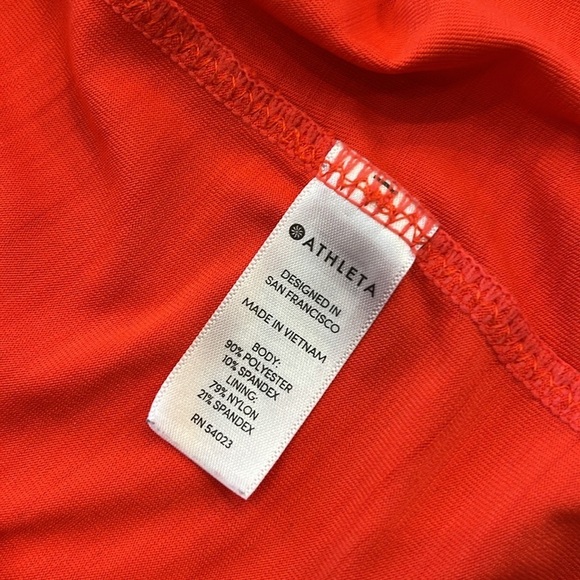 ATHLETA
DESIGNED IN
SAN FRANCISCO
MADE IN VIETNAM
BODY:
90% POLYESTER
10% SPANDEX
LINING:
79% NYLON
21% SPANDEX
RN 54023